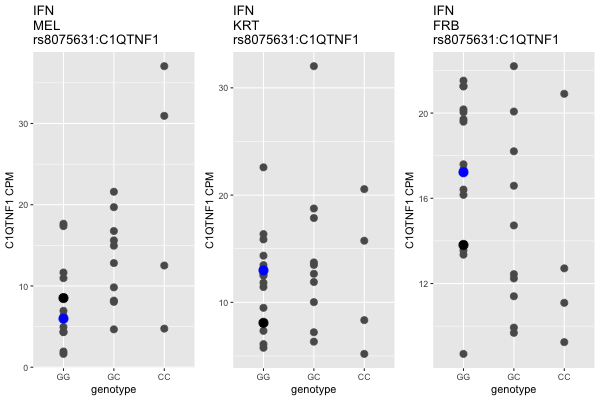 IFN
MEL
rs8075631:C1QTNF1
C1QTNF1 CPM
30
20
10
0
GG GC CC
genotype
IFN
KRT
rs8075631:C1QTNF1
C1QTNF1 CPM
30
20
10
GG GC CC
genotype
IFN
FRB
rs8075631:C1QTNF1
C1QTNF1 CPM
20
16
12
GG GC CC
genotype